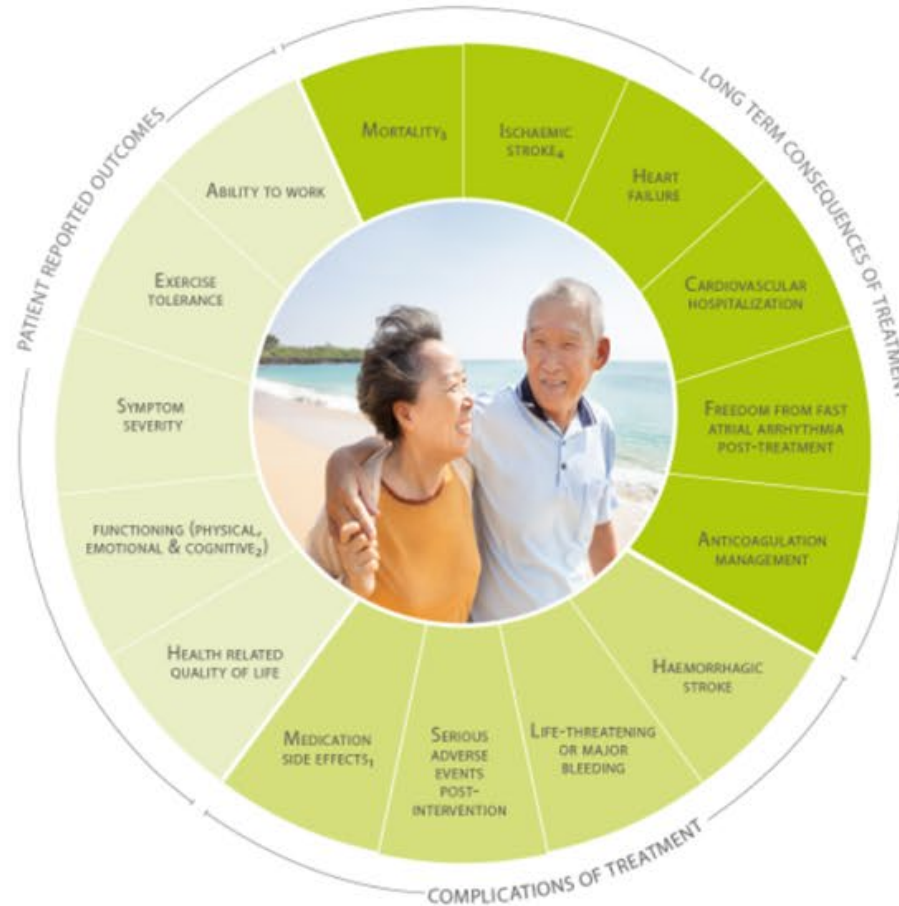 LONG TERM CONSEQUENCES OF TREATMENT
MORTALITY₃
ISCHAEMIC
STROKE₄
HEART
FAILURE
CARDIOVASCULAR
HOSPITALIZATION
FREEDOM FROM FAST
ATRIAL ARRHYTHMIA
POST-TREATMENT
ANTICOAGULATION
MANAGEMENT
COMPLICATIONS OF TREATMENT
HAEMORRHAGIC
STROKE
LIFE-THREATENING
OR MAJOR
BLEEDING
SERIOUS
ADVERSE
EVENTS
POST-
INTERVENTION
MEDICATION
SIDE EFFECTS₁
PATIENT REPORTED OUTCOMES
HEALTH RELATED
QUALITY OF LIFE
FUNCTIONING (PHYSICAL,
EMOTIONAL & COGNITIVE₂)
SYMPTOM
SEVERITY
EXERCISE
TOLERANCE
ABILITY TO WORK